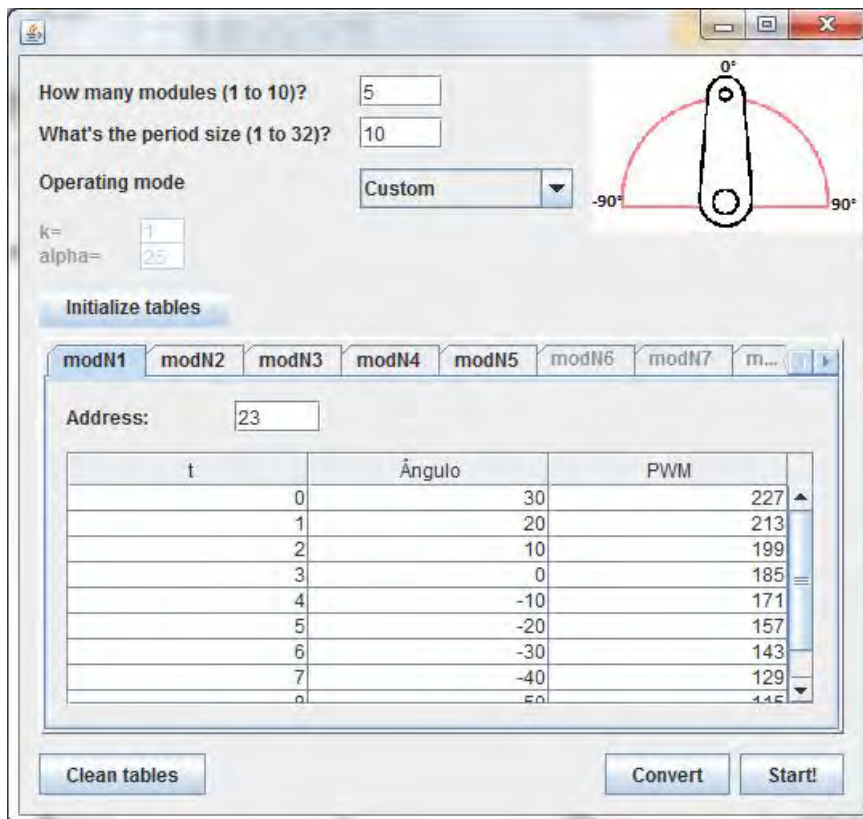 How many modules (1 to 10)? 5
What's the period size (1 to 32)? 10
Operating mode Custom
k= 1
alpha= 25
0°
-90° 90°
Initialize tables
modN1 modN2 modN3 modN4 modN5 modN6 modN7 m...
Address: 23
t Ângulo PWM
0 30 227
1 20 213
2 10 199
3 0 185
4 -10 171
5 -20 157
6 -30 143
7 -40 129
Clean tables Convert Start!